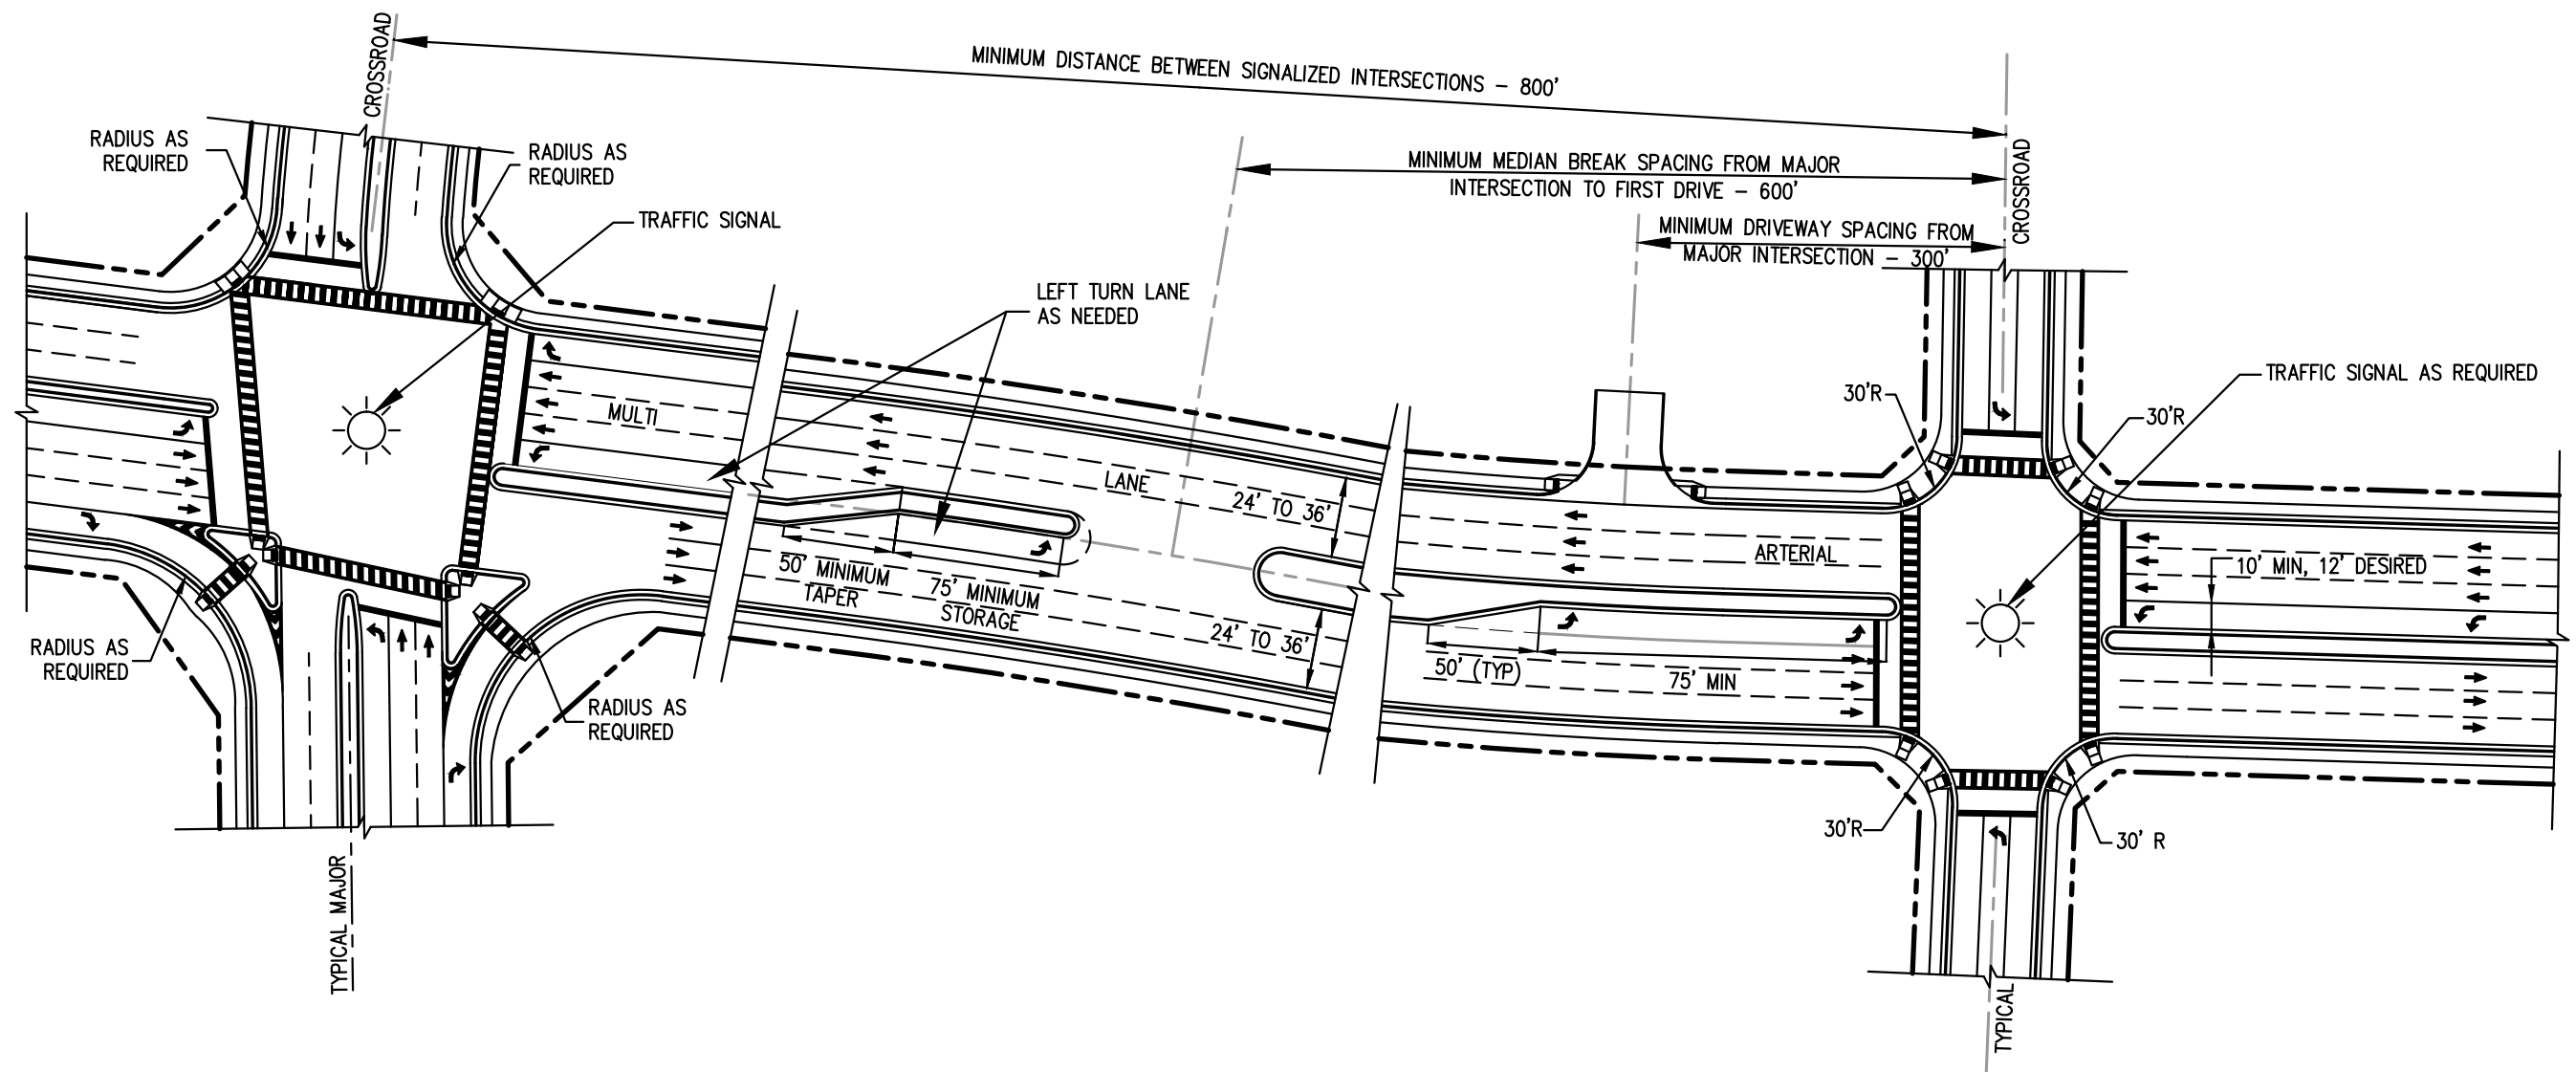 CROSSROAD
MINIMUM DISTANCE BETWEEN SIGNALIZED INTERSECTIONS - 800'
RADIUS AS
REQUIRED
RADIUS AS
REQUIRED
TRAFFIC SIGNAL
MINIMUM MEDIAN BREAK SPACING FROM MAJOR
INTERSECTION TO FIRST DRIVE - 600'
CROSSROAD
MINIMUM DRIVEWAY SPACING FROM
MAJOR INTERSECTION - 300'
LEFT TURN LANE
AS NEEDED
TRAFFIC SIGNAL AS REQUIRED
30'R
30'R
MULTI
LANE
24' TO 36'
ARTERIAL
10' MIN, 12' DESIRED
50' MINIMUM
TAPER
75' MINIMUM
STORAGE
24' TO 36'
50' (TYP)
75' MIN
RADIUS AS
REQUIRED
RADIUS AS
REQUIRED
30'R
30' R
TYPICAL MAJOR
TYPICAL